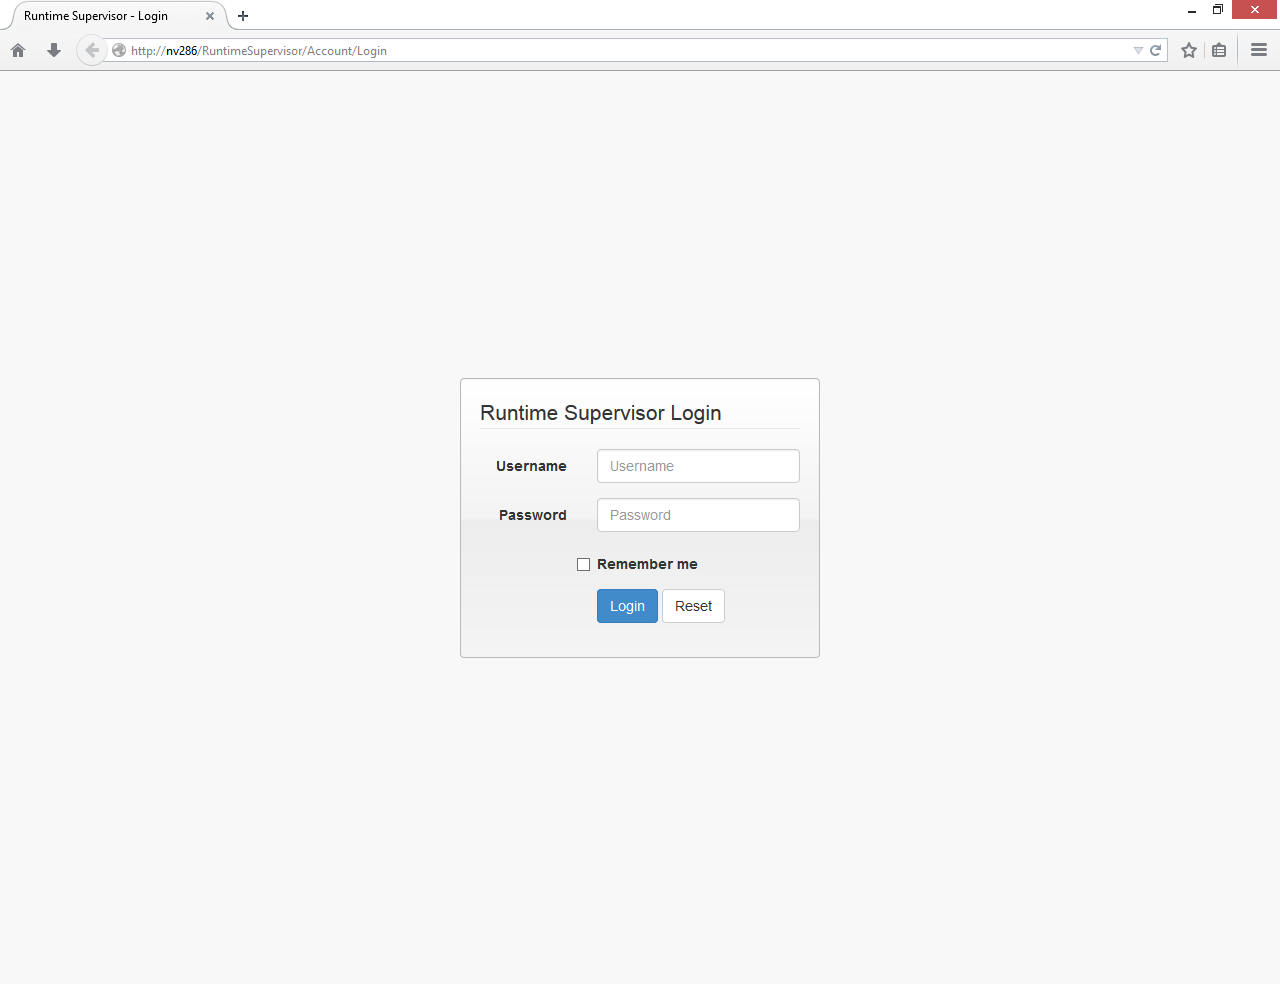 Runtime Supervisor - Login
http://nv286/RuntimeSupervisor/Account/Login
Runtime Supervisor Login
Username Username
Password Password
Remember me
Login Reset